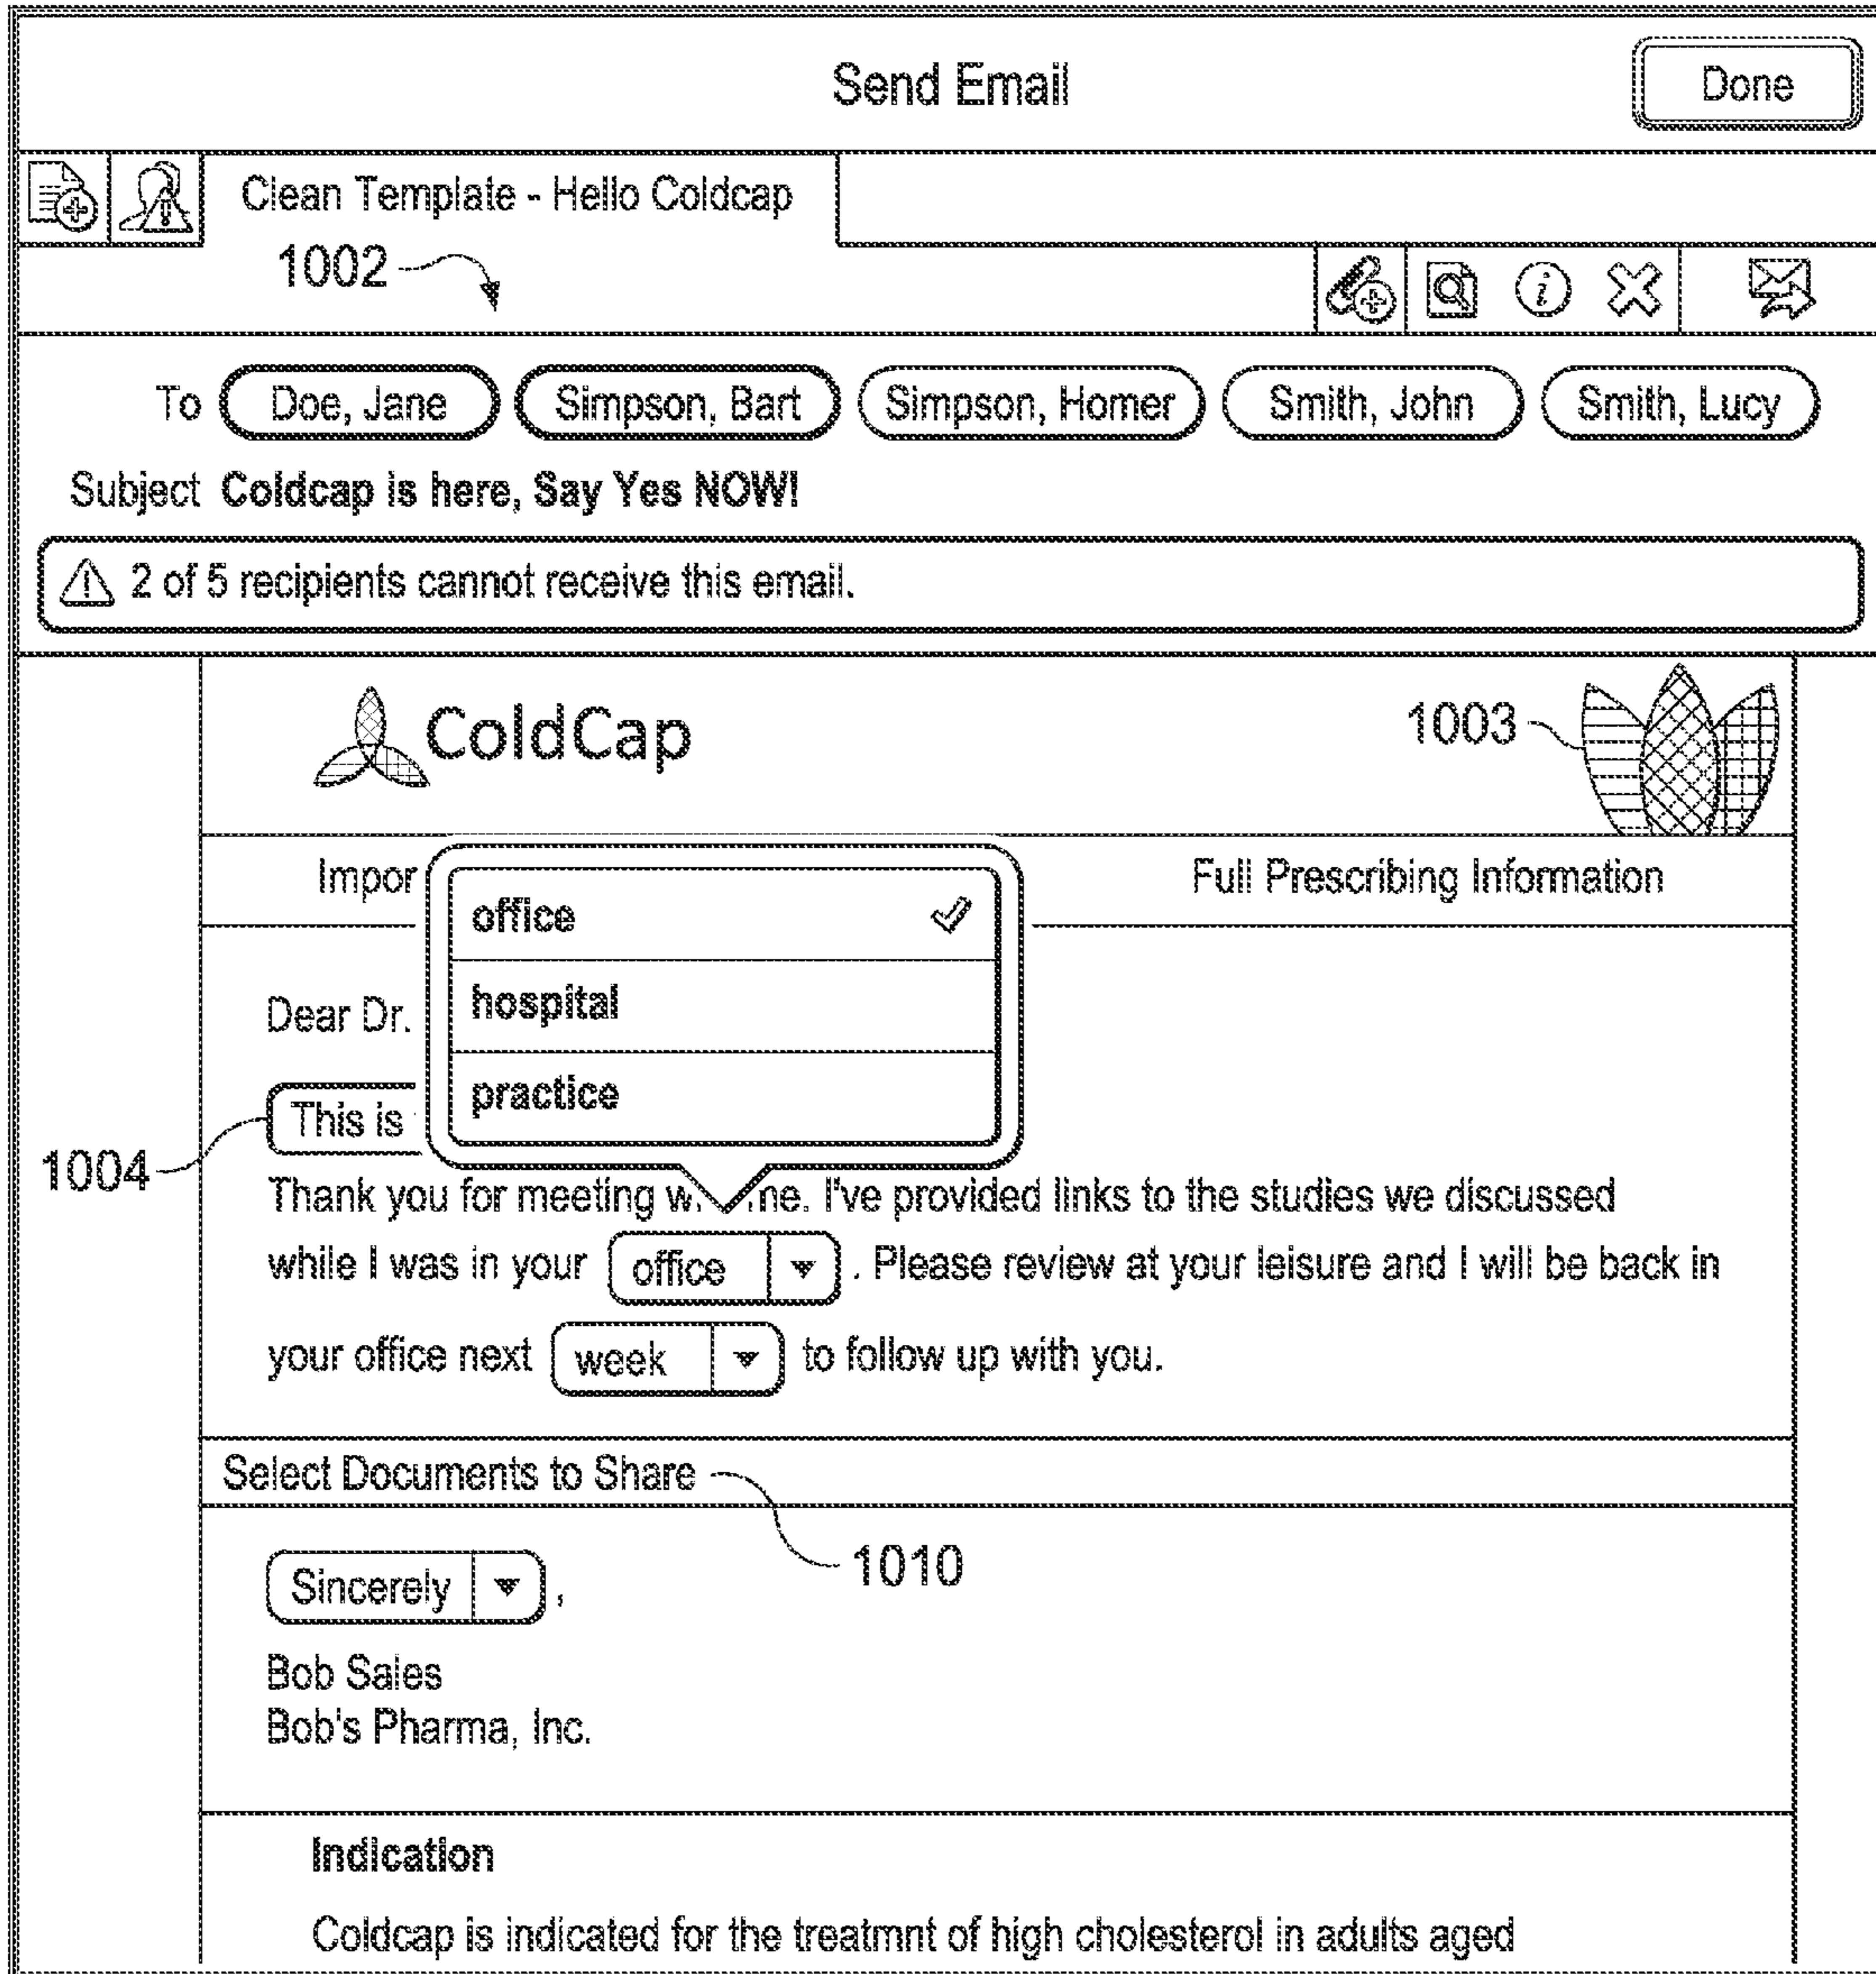 Send Email
Done
Clean Template - Hello Coldcap
1002
To Doe, Jane Simpson, Bart Simpson, Homer Smith, John Smith, Lucy
Subject Coldcap is here, Say Yes NOW!
2 of 5 recipients cannot receive this email.
ColdCap
1003
Impor Full Prescribing Information
office
hospital
practice
Dear Dr.
This is
1004
Thank you for meeting w ne. I've provided links to the studies we discussed
while I was in your office . Please review at your leisure and I will be back in
your office next week to follow up with you.
Select Documents to Share
1010
Sincerely ,
Bob Sales
Bob's Pharma, Inc.
Indication
Coldcap is indicated for the treatmnt of high cholesterol in adults aged